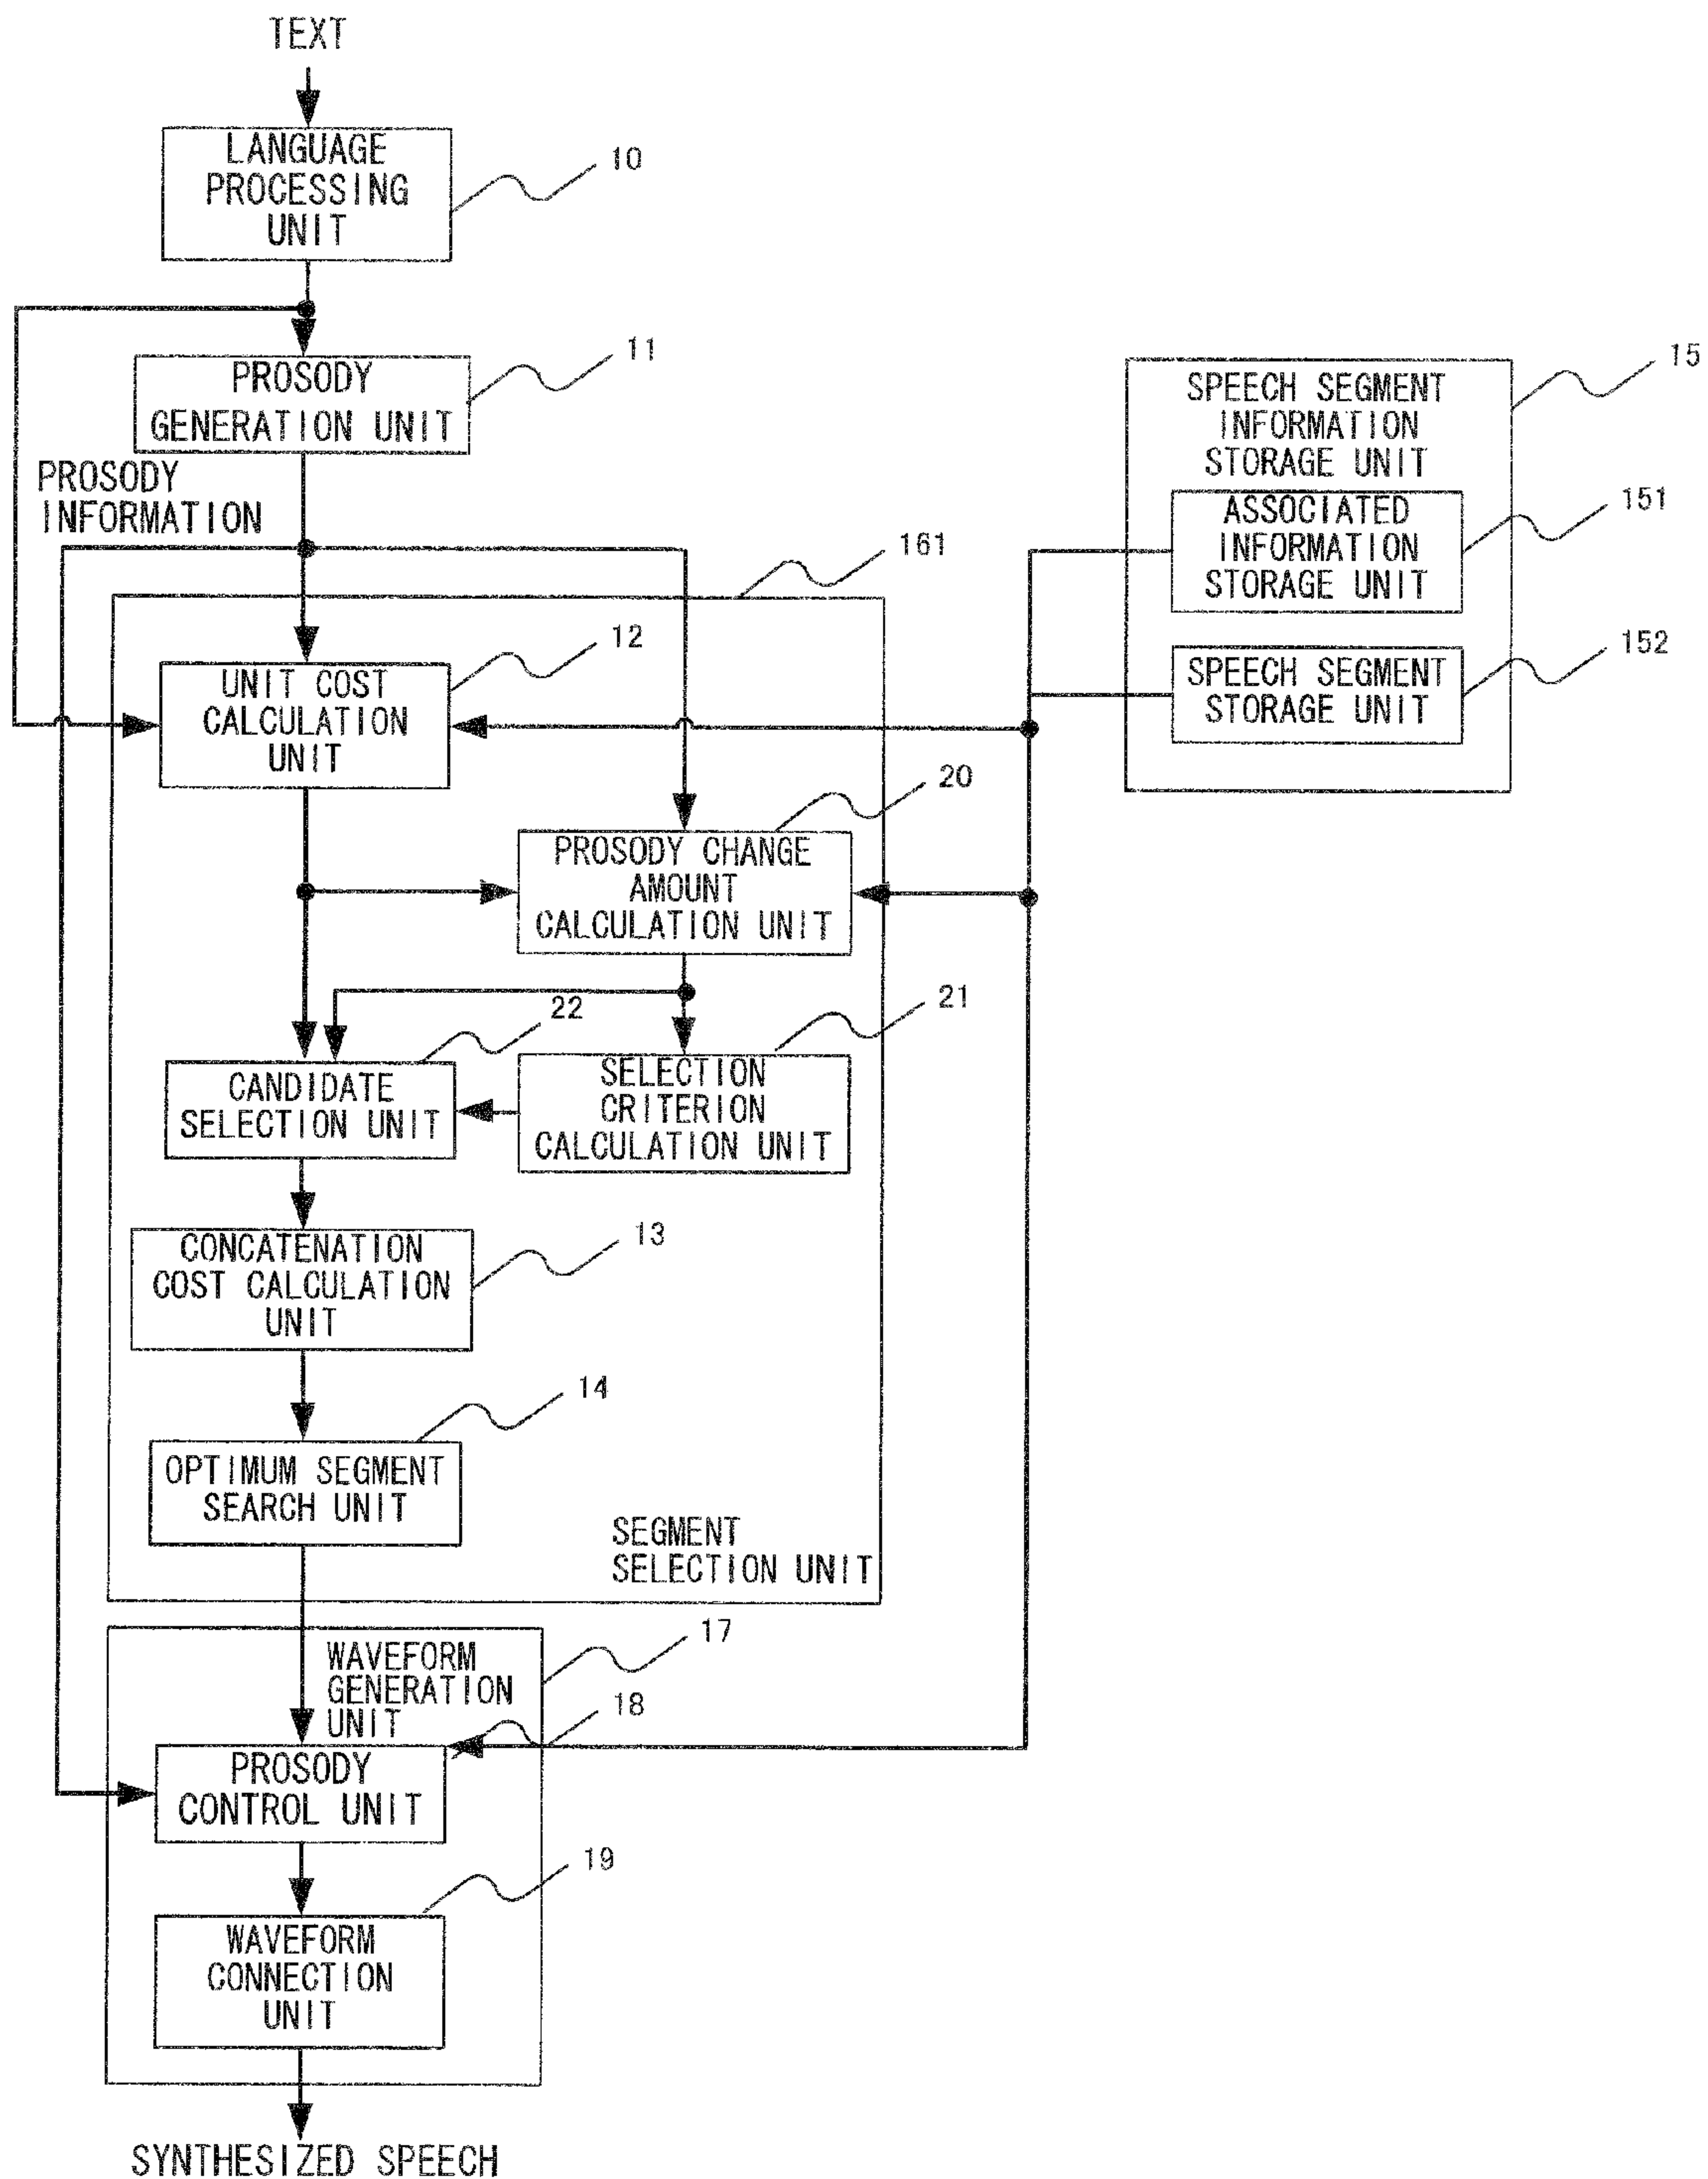 TEXT
LANGUAGE
PROCESSING
UNIT
10
PROSODY
GENERATION UNIT
11
PROSODY
INFORMATION
SPEECH SEGMENT
INFORMATION
STORAGE UNIT
15
ASSOCIATED
INFORMATION
STORAGE UNIT
151
SPEECH SEGMENT
STORAGE UNIT
152
161
UNIT COST
CALCULATION
UNIT
12
PROSODY CHANGE
AMOUNT
CALCULATION UNIT
20
CANDIDATE
SELECTION UNIT
22
SELECTION
CRITERION
CALCULATION UNIT
21
CONCATENATION
COST CALCULATION
UNIT
13
OPTIMUM SEGMENT
SEARCH UNIT
14
SEGMENT
SELECTION UNIT
WAVEFORM
GENERATION
UNIT
17
PROSODY
CONTROL UNIT
18
WAVEFORM
CONNECTION
UNIT
19
SYNTHESIZED SPEECH